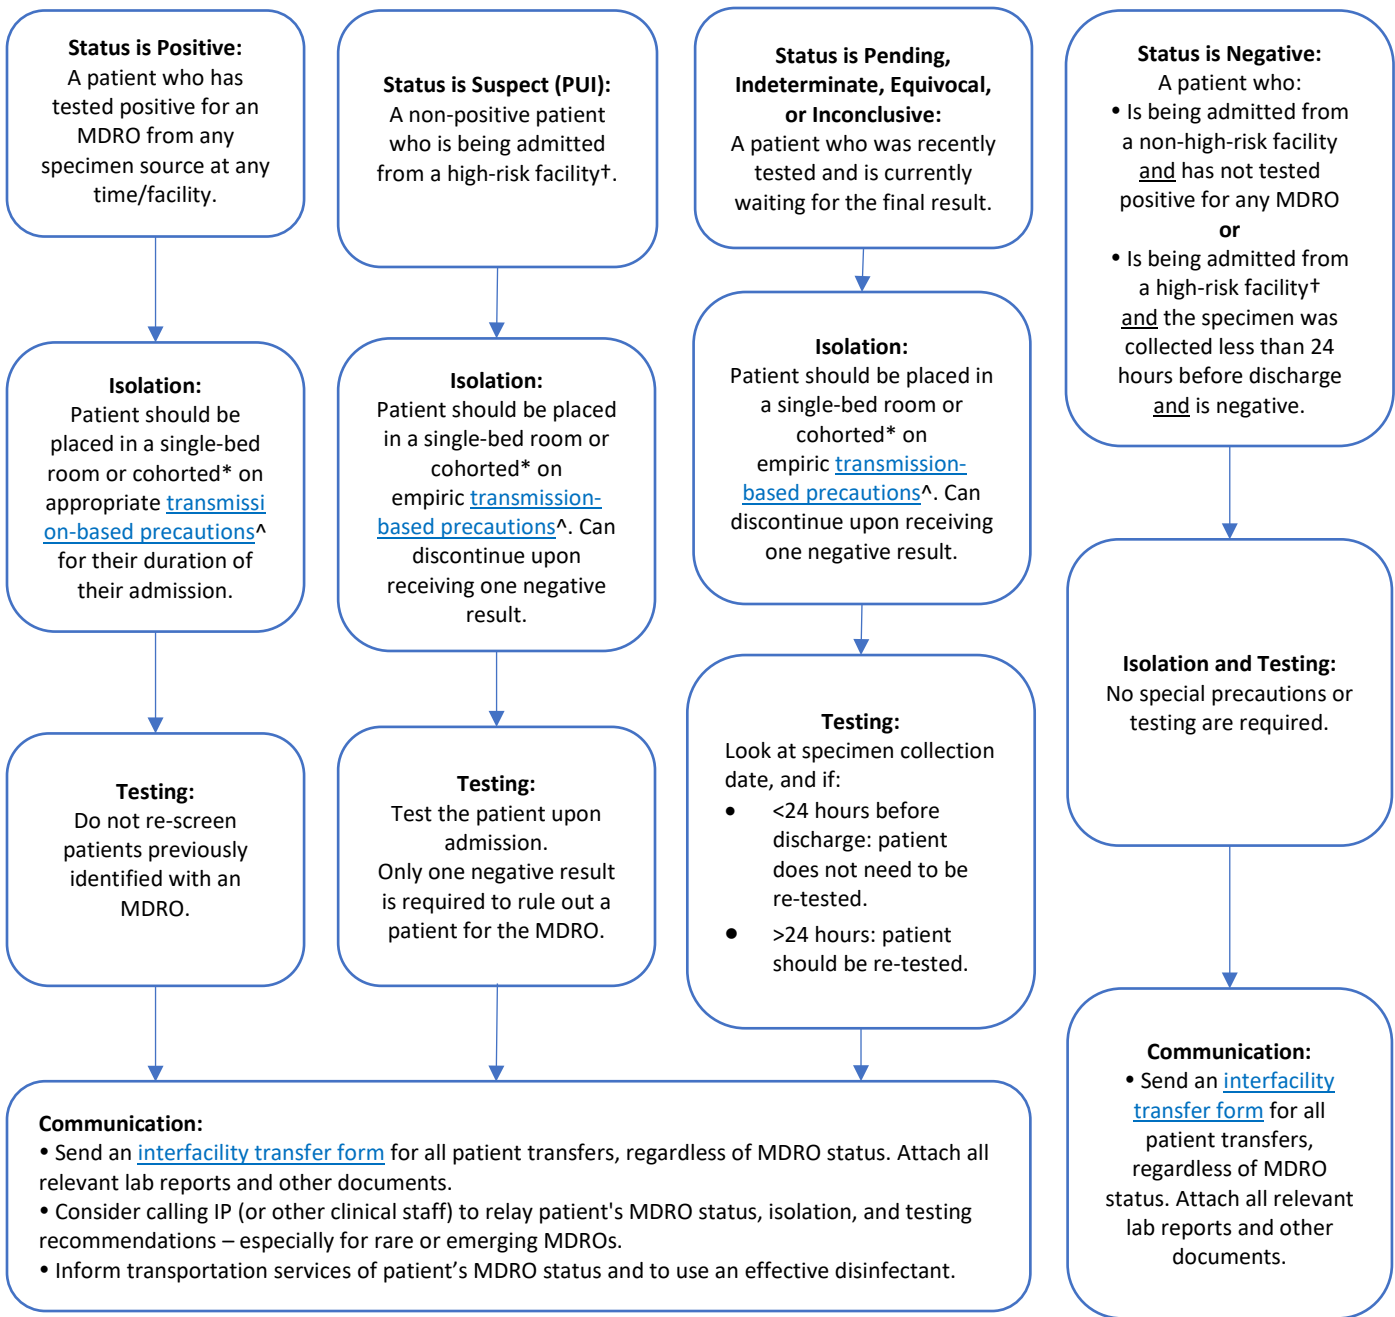 Status is Positive:
A patient who has
tested positive for an
MDRO from any
specimen source at any
time/facility.
Isolation:
Patient should be
placed in a single-bed
room or cohorted* on
appropriate transmissi
on-based precautions^
for their duration of
their admission.
Testing:
Do not re-screen
patients previously
identified with an
MDRO.
Status is Suspect (PUI):
A non-positive patient
who is being admitted
from a high-risk facility†.
Isolation:
Patient should be placed
in a single-bed room or
cohorted* on
empiric transmission-
based precautions^. Can
discontinue upon
receiving one negative
result.
Testing:
Test the patient upon
admission.
Only one negative result
is required to rule out a
patient for the MDRO.
Status is Pending,
Indeterminate, Equivocal,
or Inconclusive:
A patient who was recently
tested and is currently
waiting for the final result.
Isolation:
Patient should be placed in
a single-bed room or
cohorted* on
empiric transmission-
based precautions^. Can
discontinue upon receiving
one negative result.
Testing:
Look at specimen collection
date, and if:
• <24 hours before
discharge: patient
does not need to be
re-tested.
• >24 hours: patient
should be re-tested.
Communication:
• Send an interfacility transfer form for all patient transfers, regardless of MDRO status. Attach all
relevant lab reports and other documents.
• Consider calling IP (or other clinical staff) to relay patient's MDRO status, isolation, and testing
recommendations – especially for rare or emerging MDROs.
• Inform transportation services of patient’s MDRO status and to use an effective disinfectant.
Status is Negative:
A patient who:
• Is being admitted from
a non-high-risk facility
and has not tested
positive for any MDRO
or
• Is being admitted from
a high-risk facility†
and the specimen was
collected less than 24
hours before discharge
and is negative.
Isolation and Testing:
No special precautions or
testing are required.
Communication:
• Send an interfacility
transfer form for all
patient transfers,
regardless of MDRO
status. Attach all relevant
lab reports and other
documents.